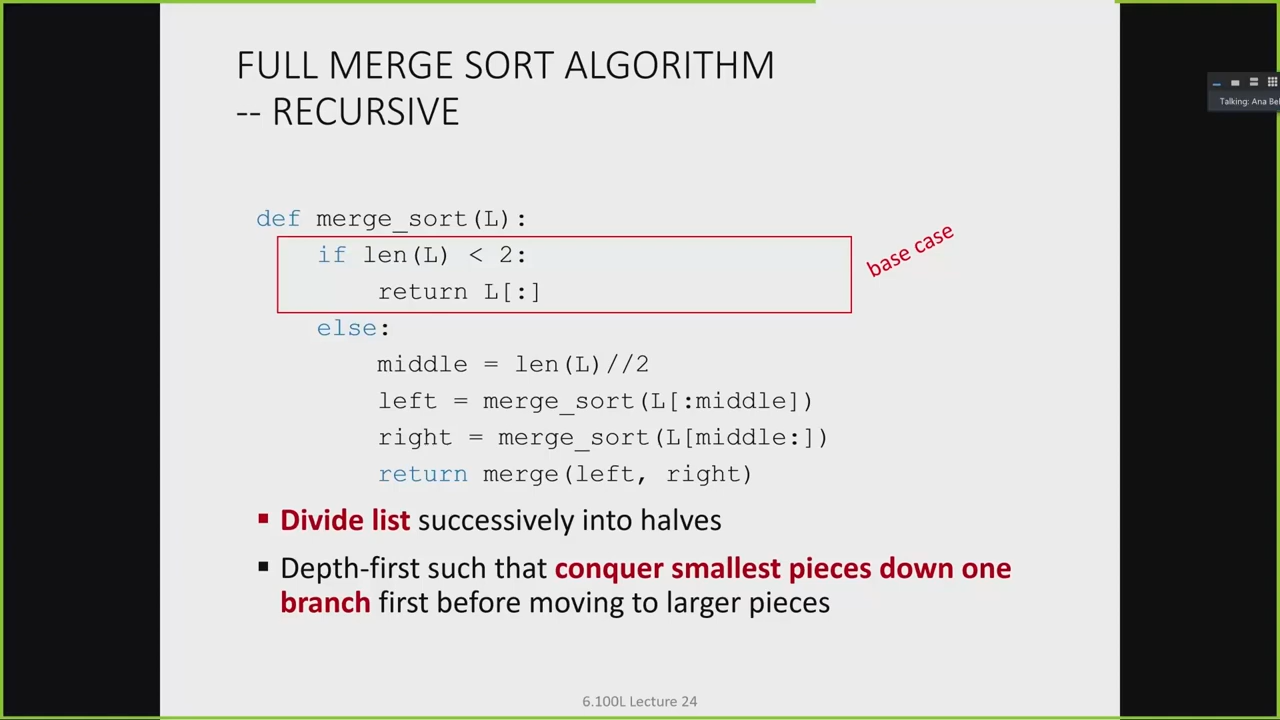 FULL MERGE SORT ALGORITHM
-- RECURSIVE
def merge_sort(L):
if len(L) < 2:
return L[:]
base case
else:
middle = len(L)//2
left = merge_sort(L[:middle])
right = merge_sort(L[middle:])
return merge(left, right)
▪ Divide list successively into halves
▪ Depth-first such that conquer smallest pieces down one
branch first before moving to larger pieces
6.100L Lecture 24
Talking: Ana